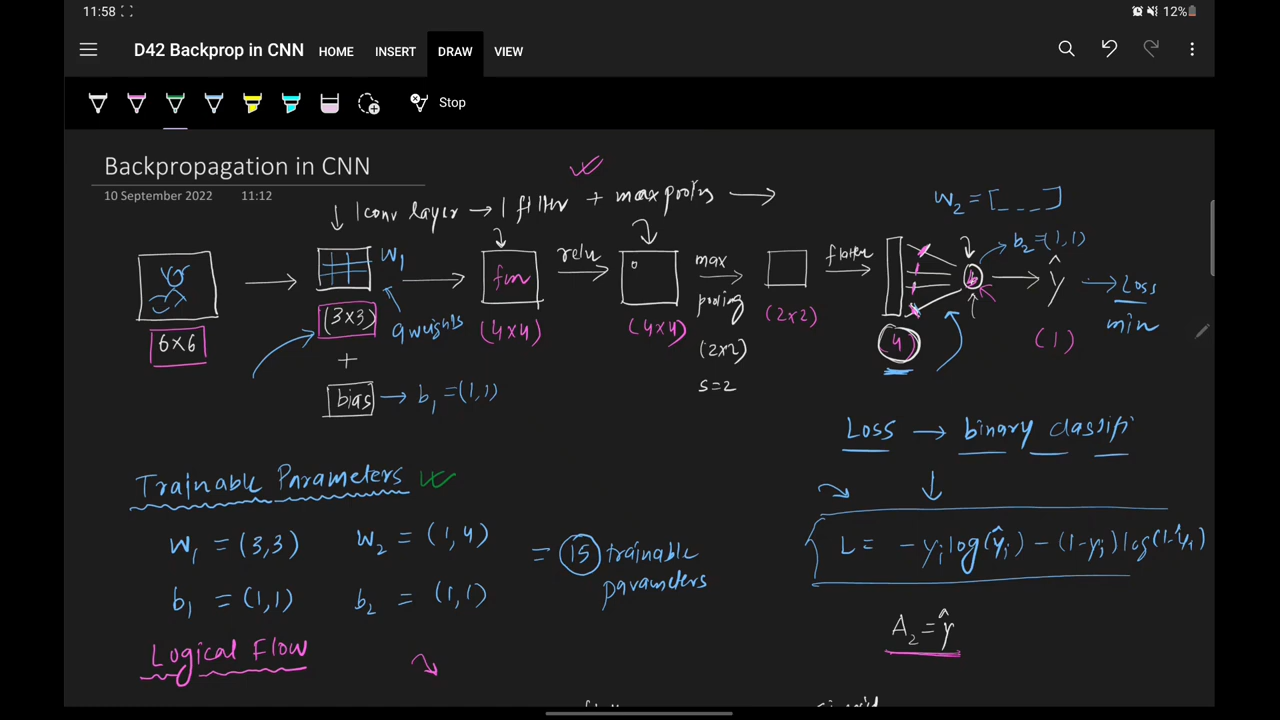 11:58
12%
D42 Backprop in CNN HOME INSERT DRAW VIEW
Stop
Backpropagation in CNN
10 September 2022 11:12
1 conv layer → 1 filter + max pooling →
W₂ = [_ _ _]
b₂ = (1,1)
W₁
relu
max
pooling
(2x2)
s=2
flatten
ŷ → Loss
min
6x6
(3x3)
9 weights
(4x4)
(4x4)
(2x2)
(4)
(1)
+
bias → b₁ = (1,1)
Loss → binary classifi
Trainable Parameters
W₁ = (3,3) W₂ = (1,4)
b₁ = (1,1) b₂ = (1,1)
= 15 trainable
parameters
L = -yᵢ log(ŷᵢ) - (1-yᵢ) log(1-ŷᵢ)
A₂ = ŷ
Logical Flow